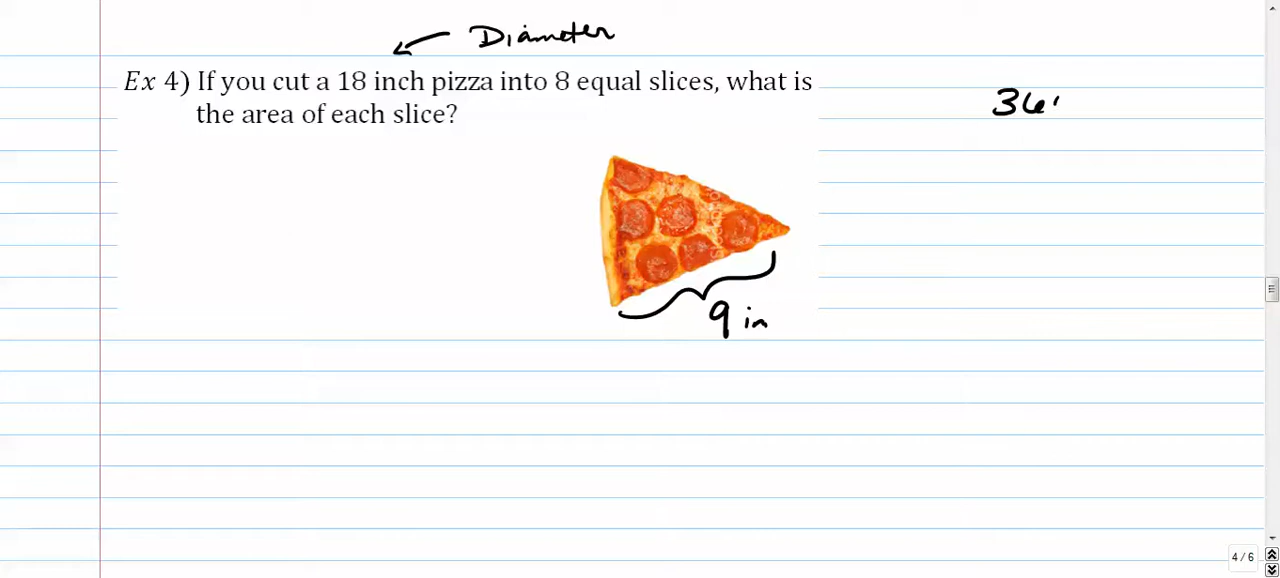 Diameter
Ex 4) If you cut a 18 inch pizza into 8 equal slices, what is
the area of each slice?
9 in
4 / 6